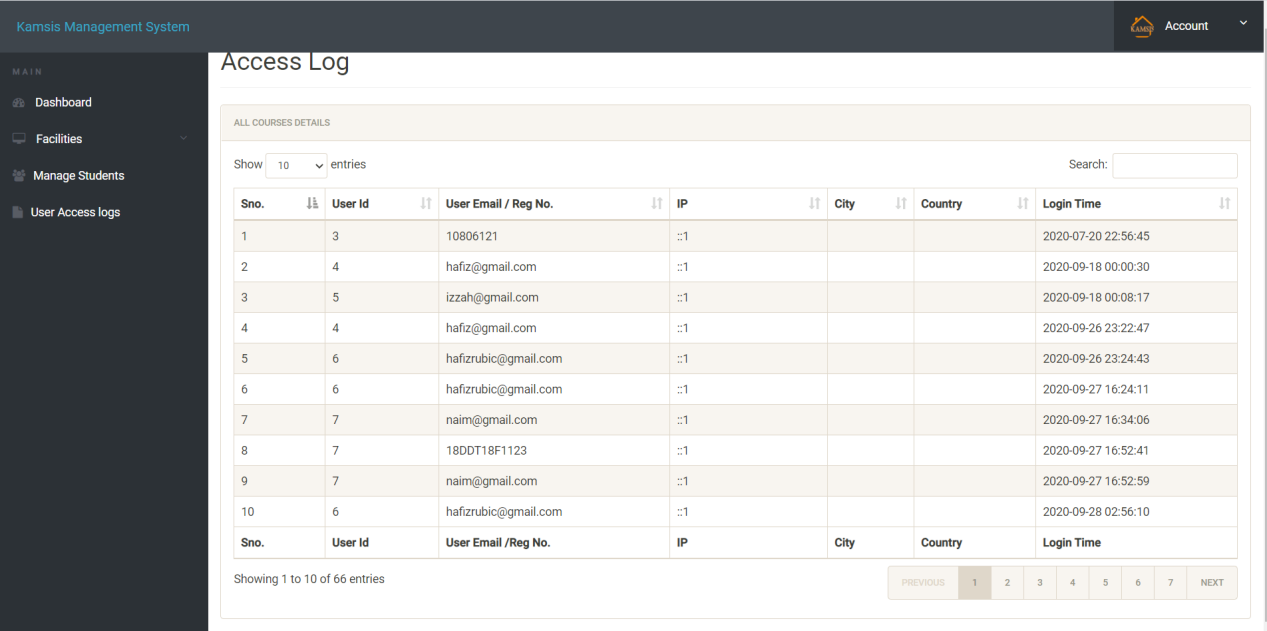 Kamsis Management System
KAMSIS Account
MAIN
Dashboard
Facilities
Manage Students
User Access logs
Access Log
ALL COURSES DETAILS
Show 10 entries Search:
Sno. User Id User Email / Reg No. IP City Country Login Time
1 3 10806121 ::1 2020-07-20 22:56:45
2 4 hafiz@gmail.com ::1 2020-09-18 00:00:30
3 5 izzah@gmail.com ::1 2020-09-18 00:08:17
4 4 hafiz@gmail.com ::1 2020-09-26 23:22:47
5 6 hafizrubic@gmail.com ::1 2020-09-26 23:24:43
6 6 hafizrubic@gmail.com ::1 2020-09-27 16:24:11
7 7 naim@gmail.com ::1 2020-09-27 16:34:06
8 7 18DDT18F1123 ::1 2020-09-27 16:52:41
9 7 naim@gmail.com ::1 2020-09-27 16:52:59
10 6 hafizrubic@gmail.com ::1 2020-09-28 02:56:10
Sno. User Id User Email /Reg No. IP City Country Login Time
Showing 1 to 10 of 66 entries
PREVIOUS 1 2 3 4 5 6 7 NEXT